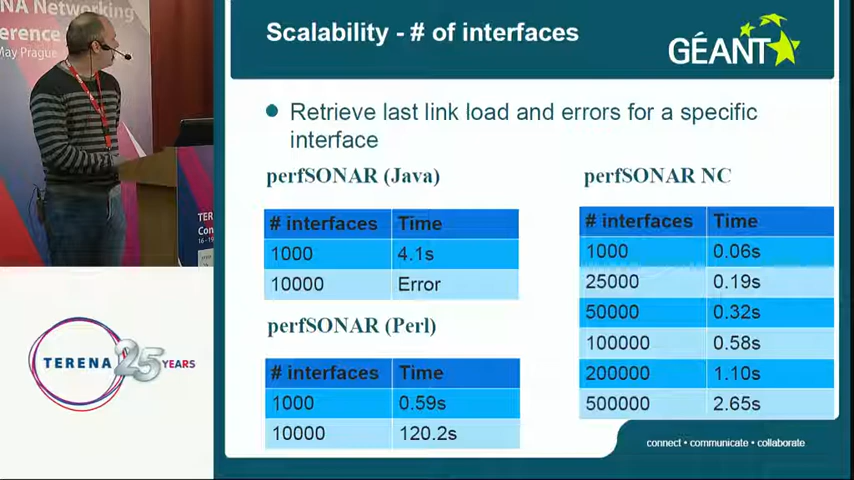 NA Networking
ference
May Prague
TERENA 25 YEARS
Scalability - # of interfaces
GÉANT
Retrieve last link load and errors for a specific
interface
perfSONAR (Java)
# interfaces Time
1000 4.1s
10000 Error
perfSONAR (Perl)
# interfaces Time
1000 0.59s
10000 120.2s
perfSONAR NC
# interfaces Time
1000 0.06s
25000 0.19s
50000 0.32s
100000 0.58s
200000 1.10s
500000 2.65s
connect • communicate • collaborate